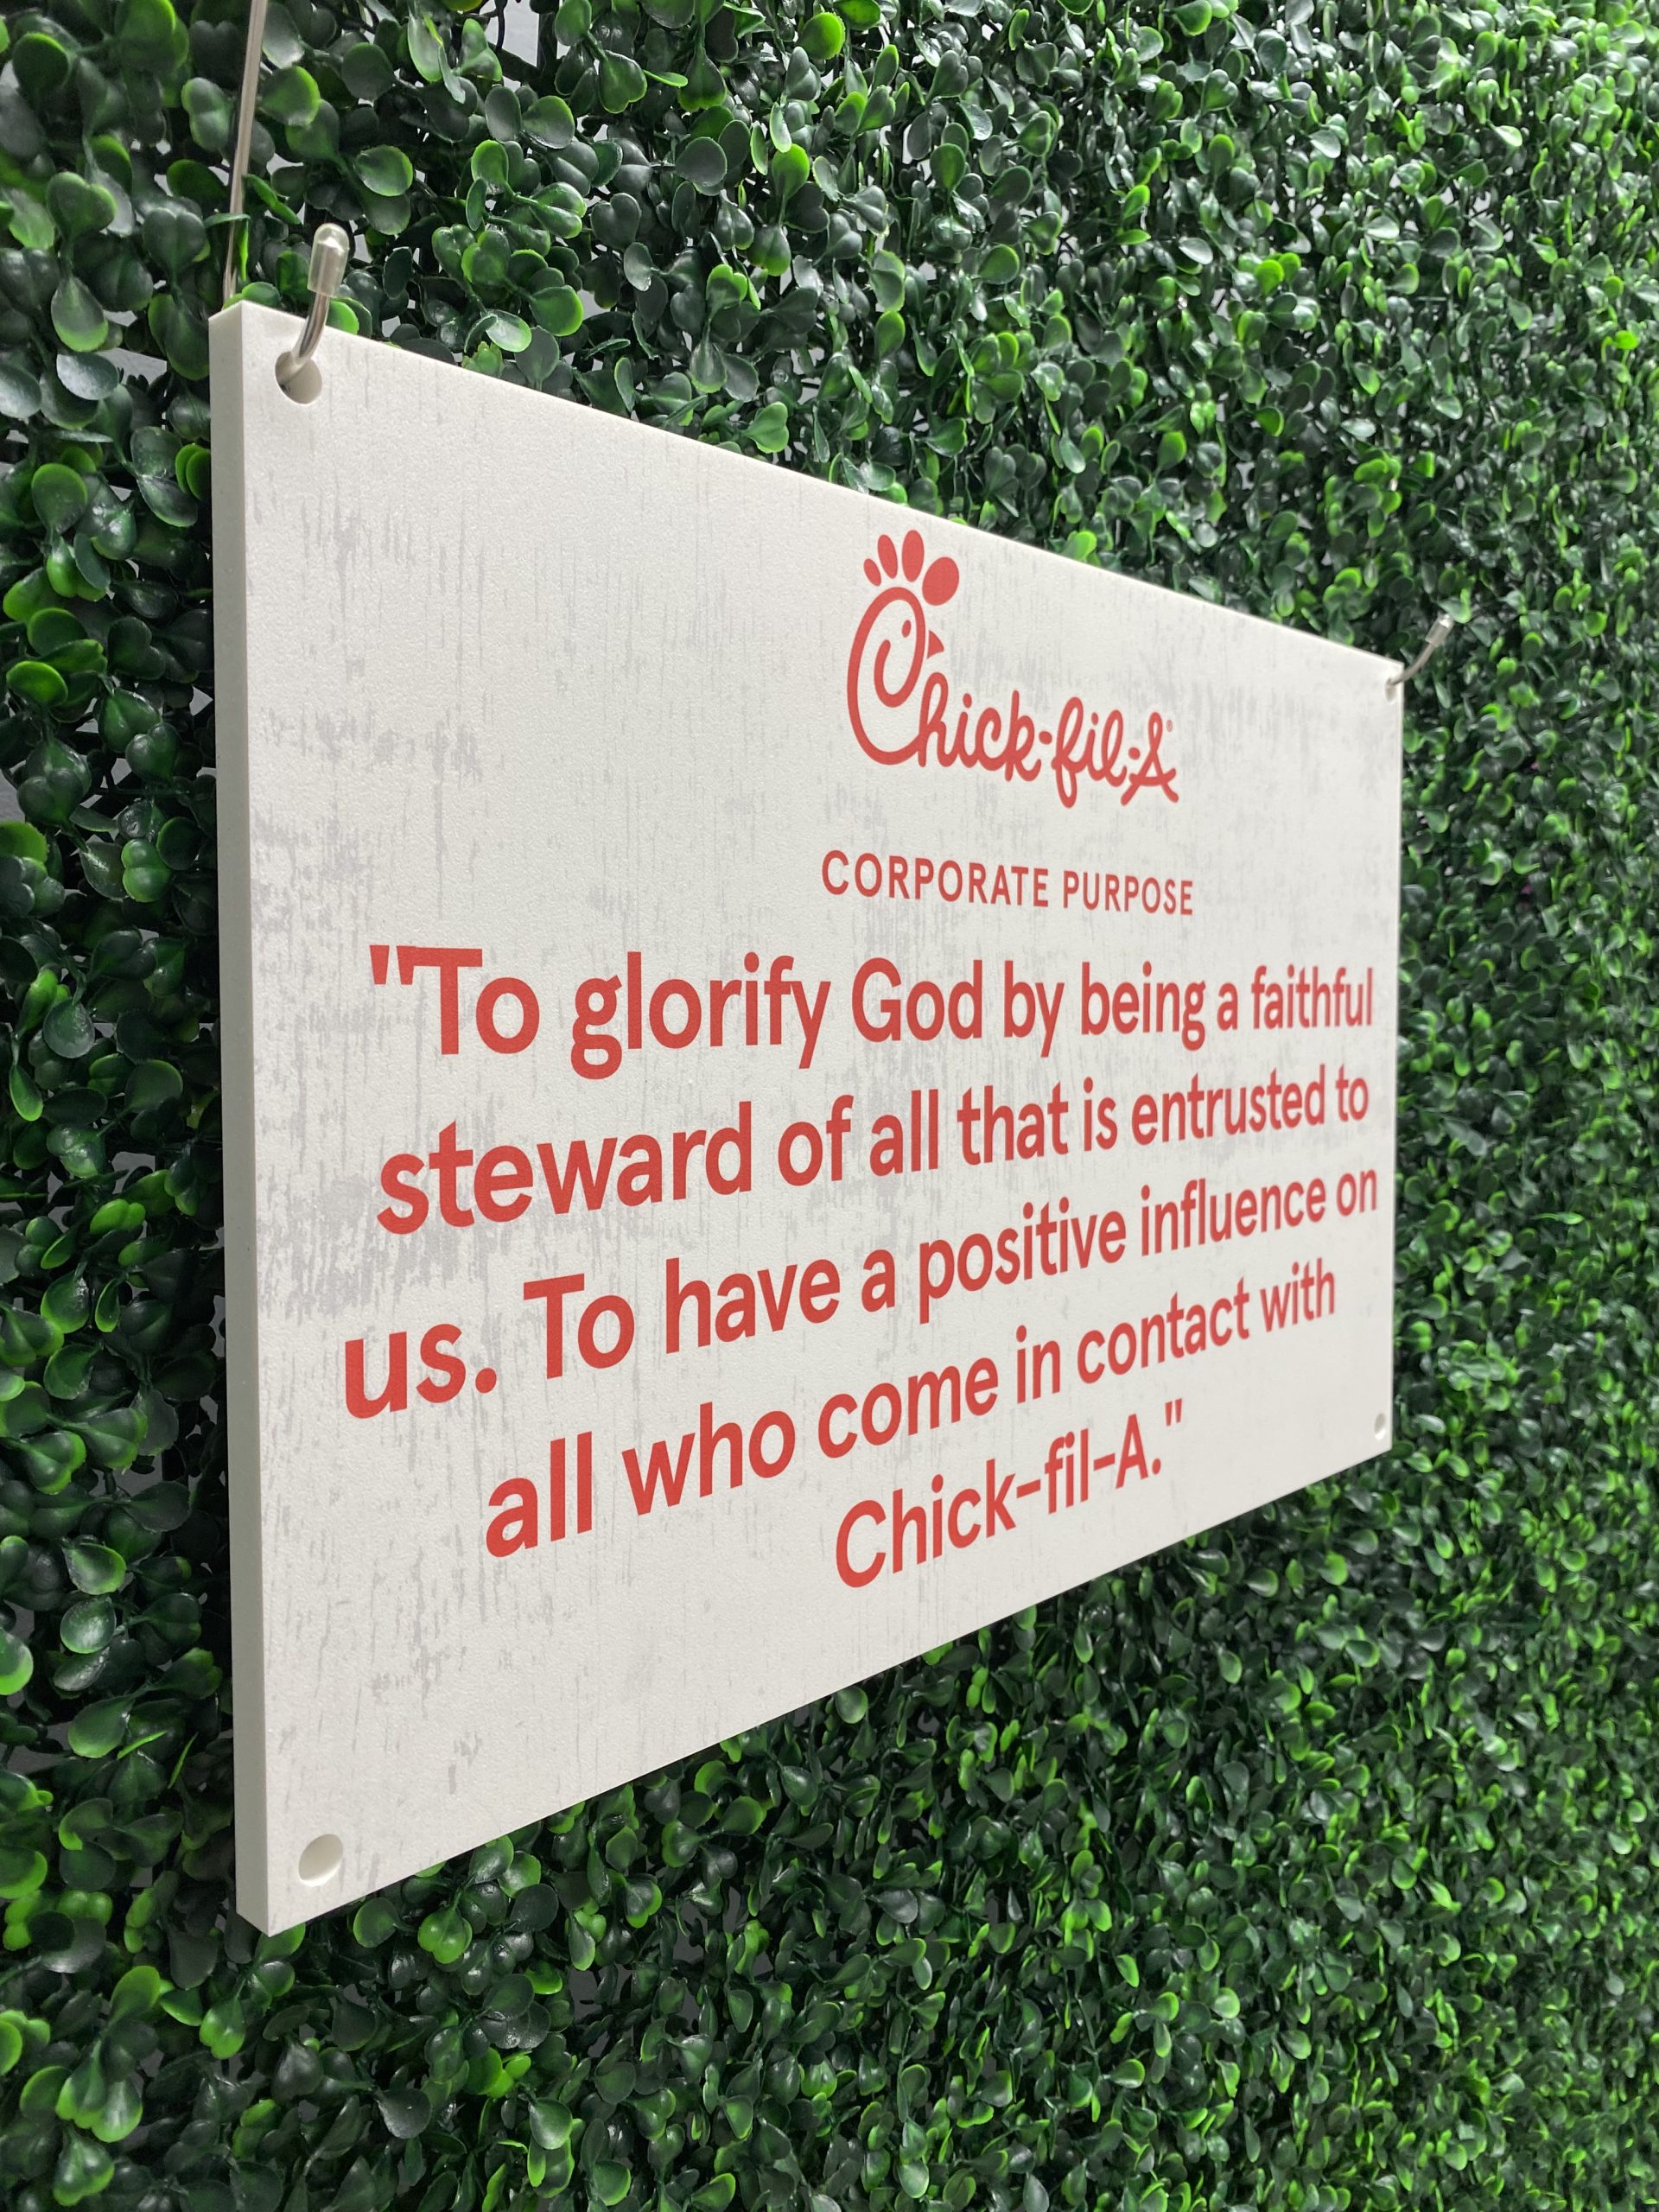 Chick-fil-A®
CORPORATE PURPOSE
"To glorify God by being a faithful
steward of all that is entrusted to
us. To have a positive influence on
all who come in contact with
Chick-fil-A."